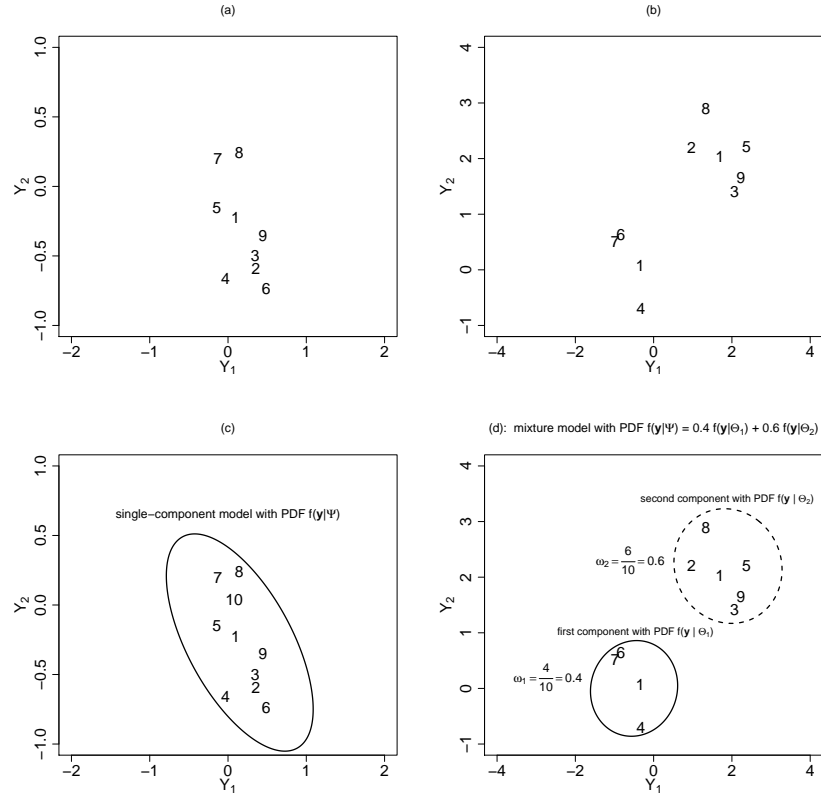 (a)
1.0
0.5
0.0
−0.5
−1.0
Y2
7 8
5
1
9
3
2
4
6
−2 −1 0 1 2
Y1
(b)
4
3
2
1
0
−1
Y2
8
2 5
1
9
3
6
7
1
4
−4 −2 0 2 4
Y1
(c)
1.0
0.5
0.0
−0.5
−1.0
Y2
single−component model with PDF f(y|Ψ)
8
7
10
5
1
9
3
2
4
6
−2 −1 0 1 2
Y1
(d): mixture model with PDF f(y|Ψ) = 0.4 f(y|Θ1) + 0.6 f(y|Θ2)
4
3
2
1
0
−1
Y2
second component with PDF f(y | Θ2)
8
ω2 = 6/10 = 0.6
2 5
1
9
3
first component with PDF f(y | Θ1)
6
7
ω1 = 4/10 = 0.4
1
4
−4 −2 0 2 4
Y1